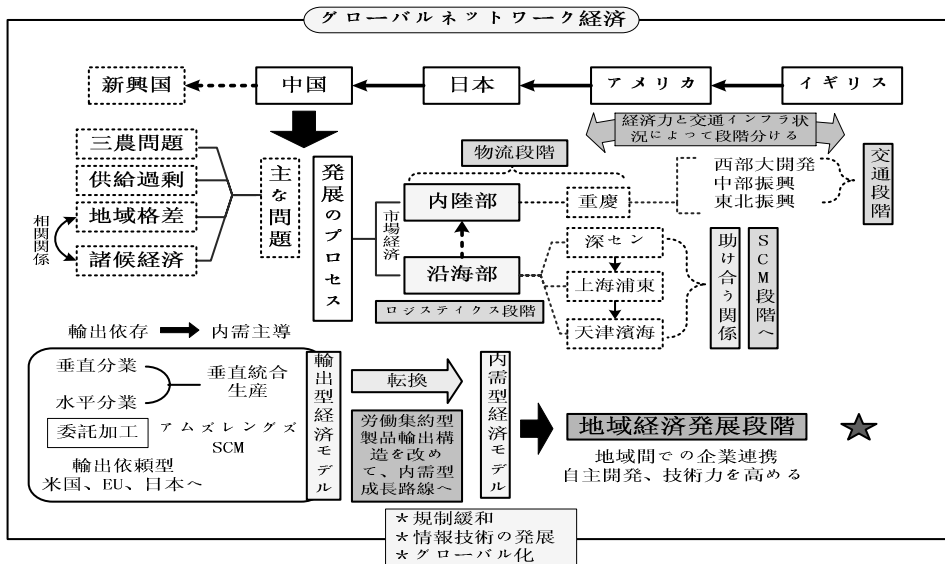 グローバルネットワーク経済
新興国
中国
日本
アメリカ
イギリス
経済力と交通インフラ状
況によって段階分ける
三農問題
供給過剰
地域格差
諸候経済
相関関係
主な問題
発展のプロセス
市場経済
物流段階
内陸部
沿海部
ロジスティクス段階
重慶
西部大開発
中部振興
東北振興
交通段階
深セン
上海浦東
天津濱海
助け合う関係
SCM段階へ
輸出依存
内需主導
垂直分業
水平分業
垂直統合
生産
委託加工
アムズレングズ
SCM
輸出依頼型
米国、EU、日本へ
輸出型経済モデル
転換
労働集約型
製品輸出構
造を改め
て、内需型
成長路線へ
内需型経済モデル
地域経済発展段階
地域間での企業連携
自主開発、技術力を高める
*規制緩和
*情報技術の発展
*グローバル化